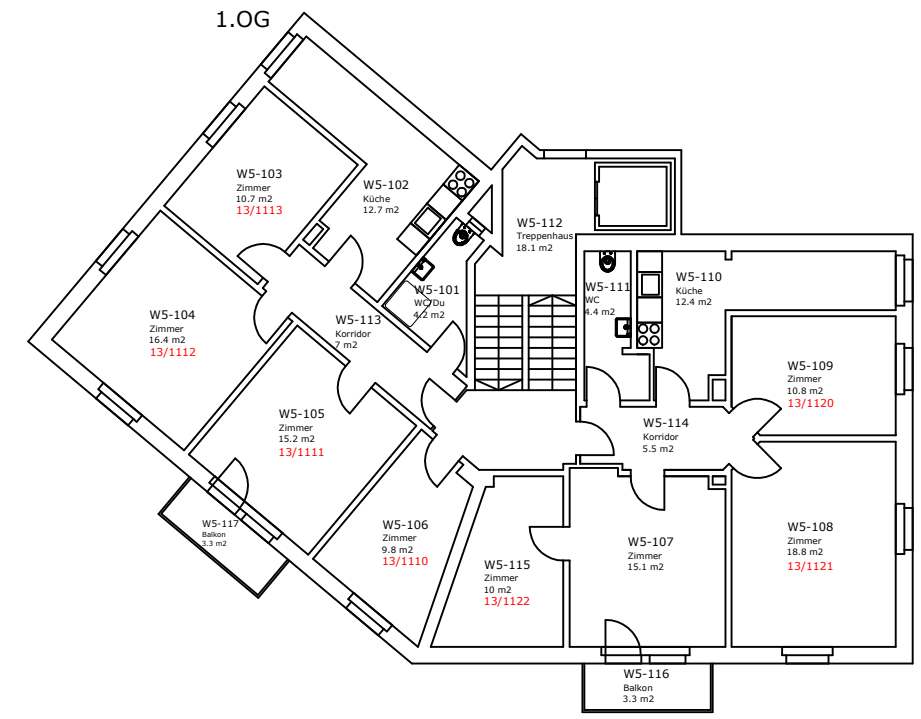 1.OG
W5-103
Zimmer
10.7 m2
13/1113
W5-102
Küche
12.7 m2
W5-112
Treppenhaus
18.1 m2
W5-101
WC/Du
4.2 m2
W5-111
WC
4.4 m2
W5-110
Küche
12.4 m2
W5-104
Zimmer
16.4 m2
13/1112
W5-113
Korridor
7 m2
W5-109
Zimmer
10.8 m2
13/1120
W5-105
Zimmer
15.2 m2
13/1111
W5-114
Korridor
5.5 m2
W5-117
Balkon
3.3 m2
W5-106
Zimmer
9.8 m2
13/1110
W5-115
Zimmer
10 m2
13/1122
W5-107
Zimmer
15.1 m2
W5-108
Zimmer
18.8 m2
13/1121
W5-116
Balkon
3.3 m2